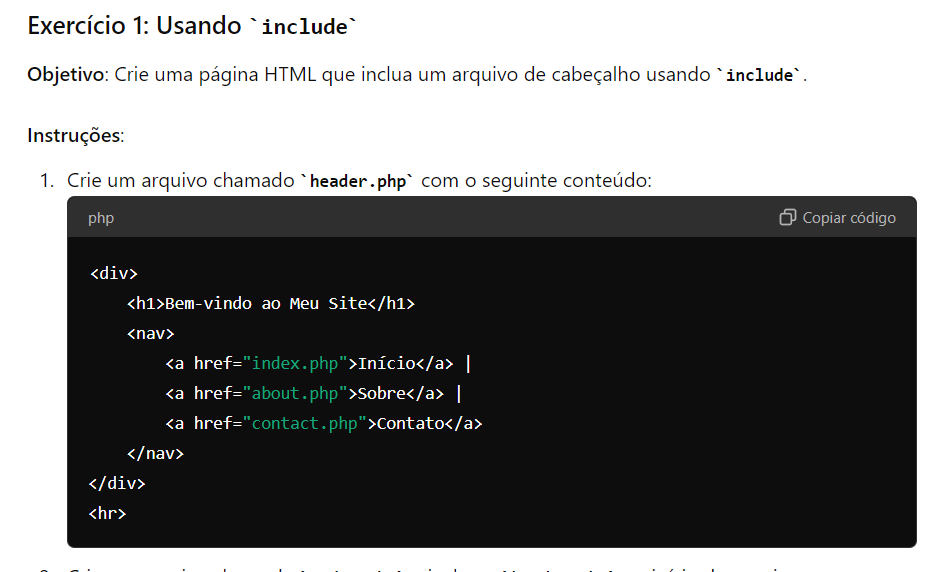 Exercício 1: Usando `include`
Objetivo: Crie uma página HTML que inclua um arquivo de cabeçalho usando `include`.
Instruções:
1. Crie um arquivo chamado `header.php` com o seguinte conteúdo:
php Copiar código
<div>
    <h1>Bem-vindo ao Meu Site</h1>
    <nav>
        <a href="index.php">Início</a> |
        <a href="about.php">Sobre</a> |
        <a href="contact.php">Contato</a>
    </nav>
</div>
<hr>